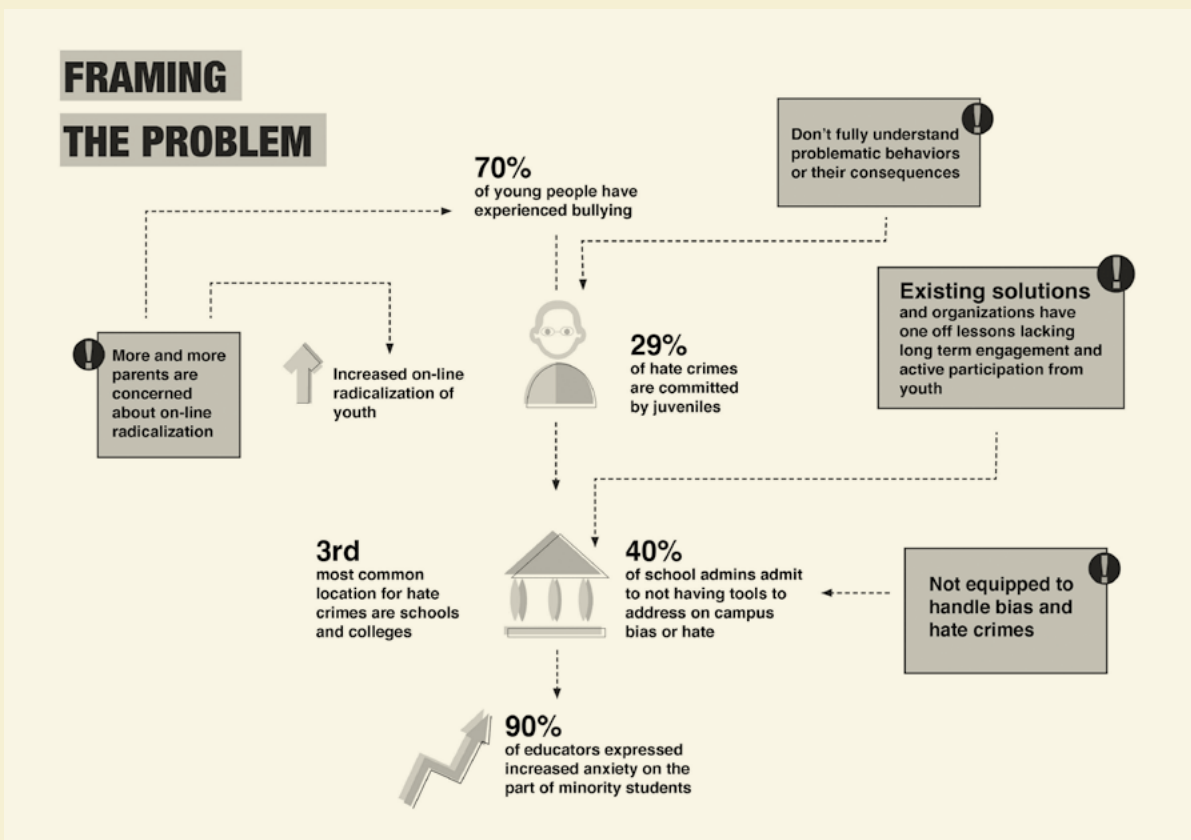 FRAMING
THE PROBLEM
70%
of young people have
experienced bullying
Don't fully understand
problematic behaviors
or their consequences
Existing solutions
and organizations have
one off lessons lacking
long term engagement and
active participation from
youth
More and more
parents are
concerned
about on-line
radicalization
Increased on-line
radicalization of
youth
29%
of hate crimes
are committed
by juveniles
3rd
most common
location for hate
crimes are schools
and colleges
40%
of school admins admit
to not having tools to
address on campus
bias or hate
Not equipped to
handle bias and
hate crimes
90%
of educators expressed
increased anxiety on the
part of minority students